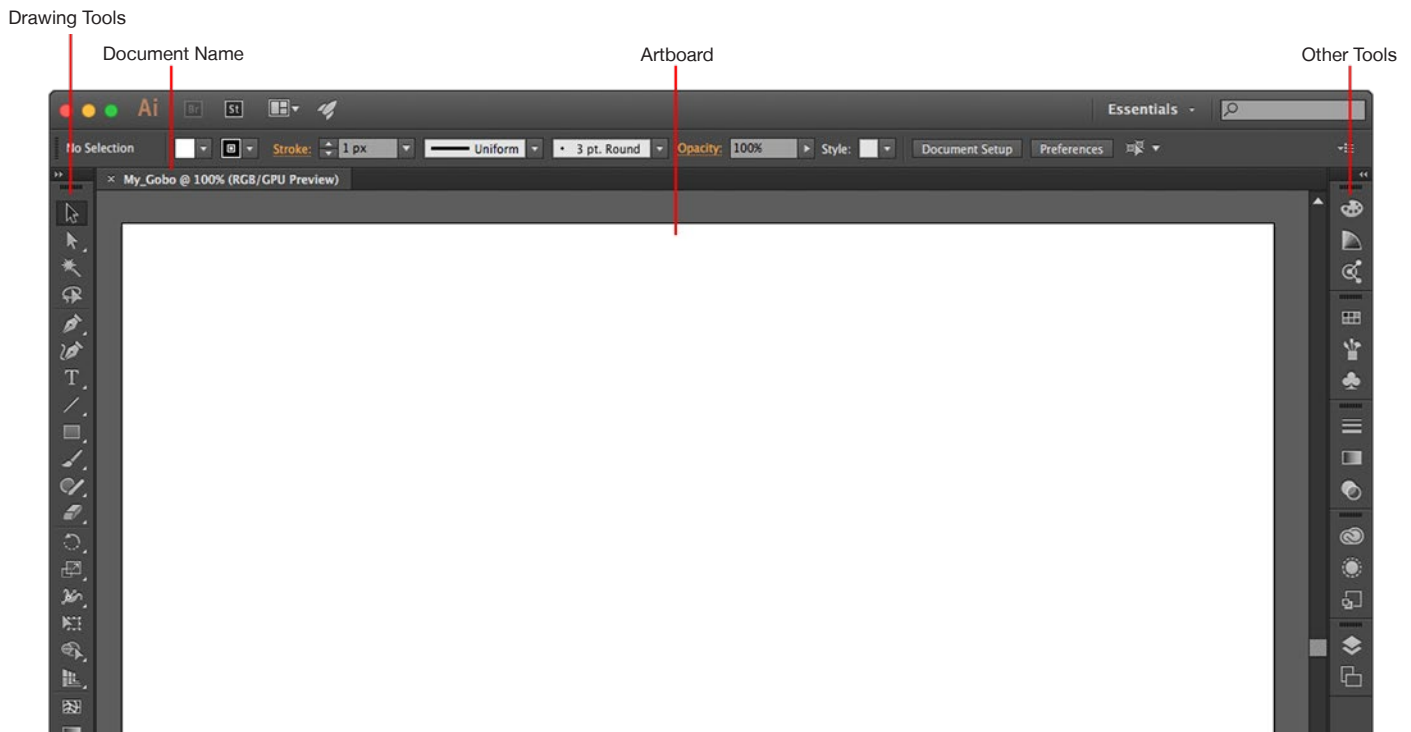 Drawing Tools
Document Name
Artboard
Other Tools
Ai Br St Essentials
No Selection Stroke: 1 px Uniform 3 pt. Round Opacity: 100% Style: Document Setup Preferences
× My_Gobo @ 100% (RGB/GPU Preview)
T